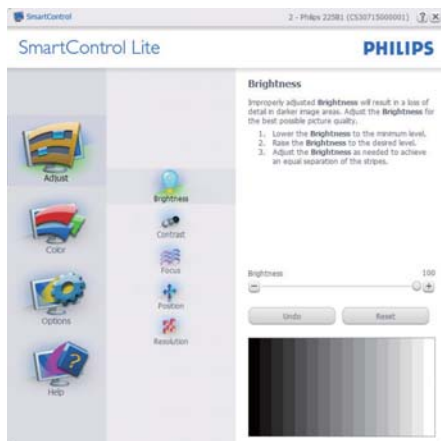 SmartControl
2 - Philips 225B1 (CS30715000001)
SmartControl Lite
PHILIPS
Adjust
Color
Options
Help
Brightness
Contrast
Focus
Position
Resolution
Brightness
Improperly adjusted Brightness will result in a loss of
detail in darker image areas. Adjust the Brightness for
the best possible picture quality.
1. Lower the Brightness to the minimum level.
2. Raise the Brightness to the desired level.
3. Adjust the Brightness as needed to achieve
an equal separation of the stripes.
Brightness 100
Undo Reset